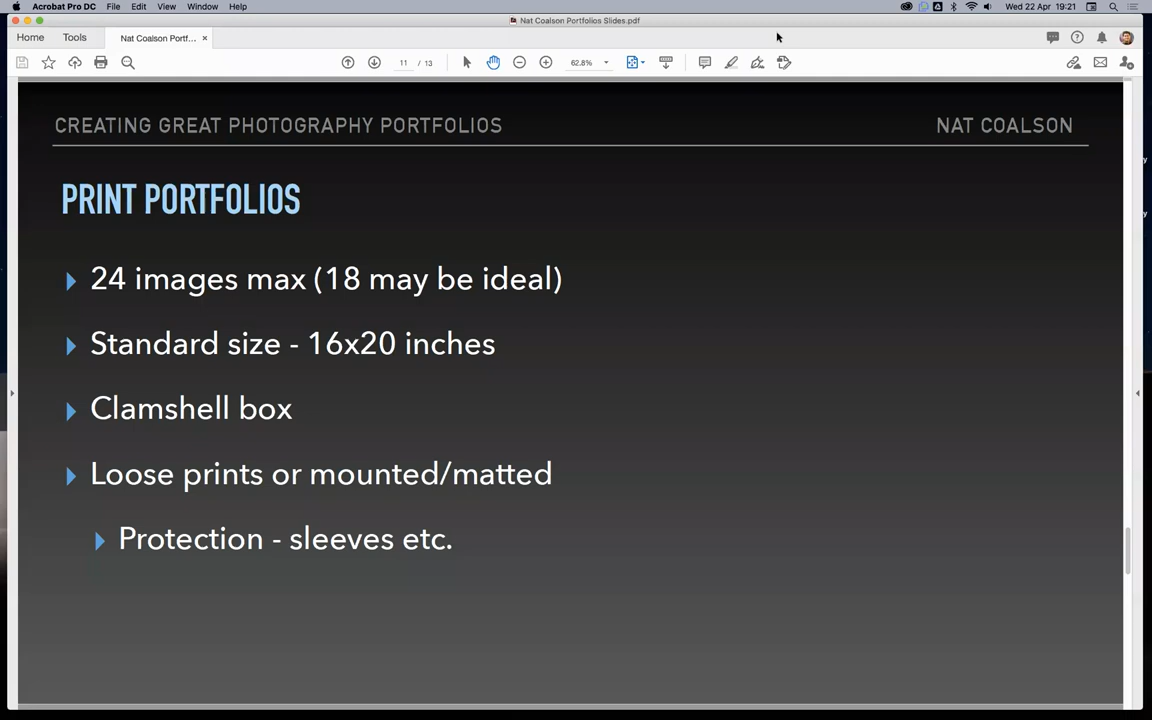 Acrobat Pro DC File Edit View Window Help Wed 22 Apr 19:21
Nat Coalson Portfolios Slides.pdf
Home Tools Nat Coalson Portf... ×
11 / 13 62.8%
CREATING GREAT PHOTOGRAPHY PORTFOLIOS NAT COALSON
PRINT PORTFOLIOS
24 images max (18 may be ideal)
Standard size - 16x20 inches
Clamshell box
Loose prints or mounted/matted
Protection - sleeves etc.